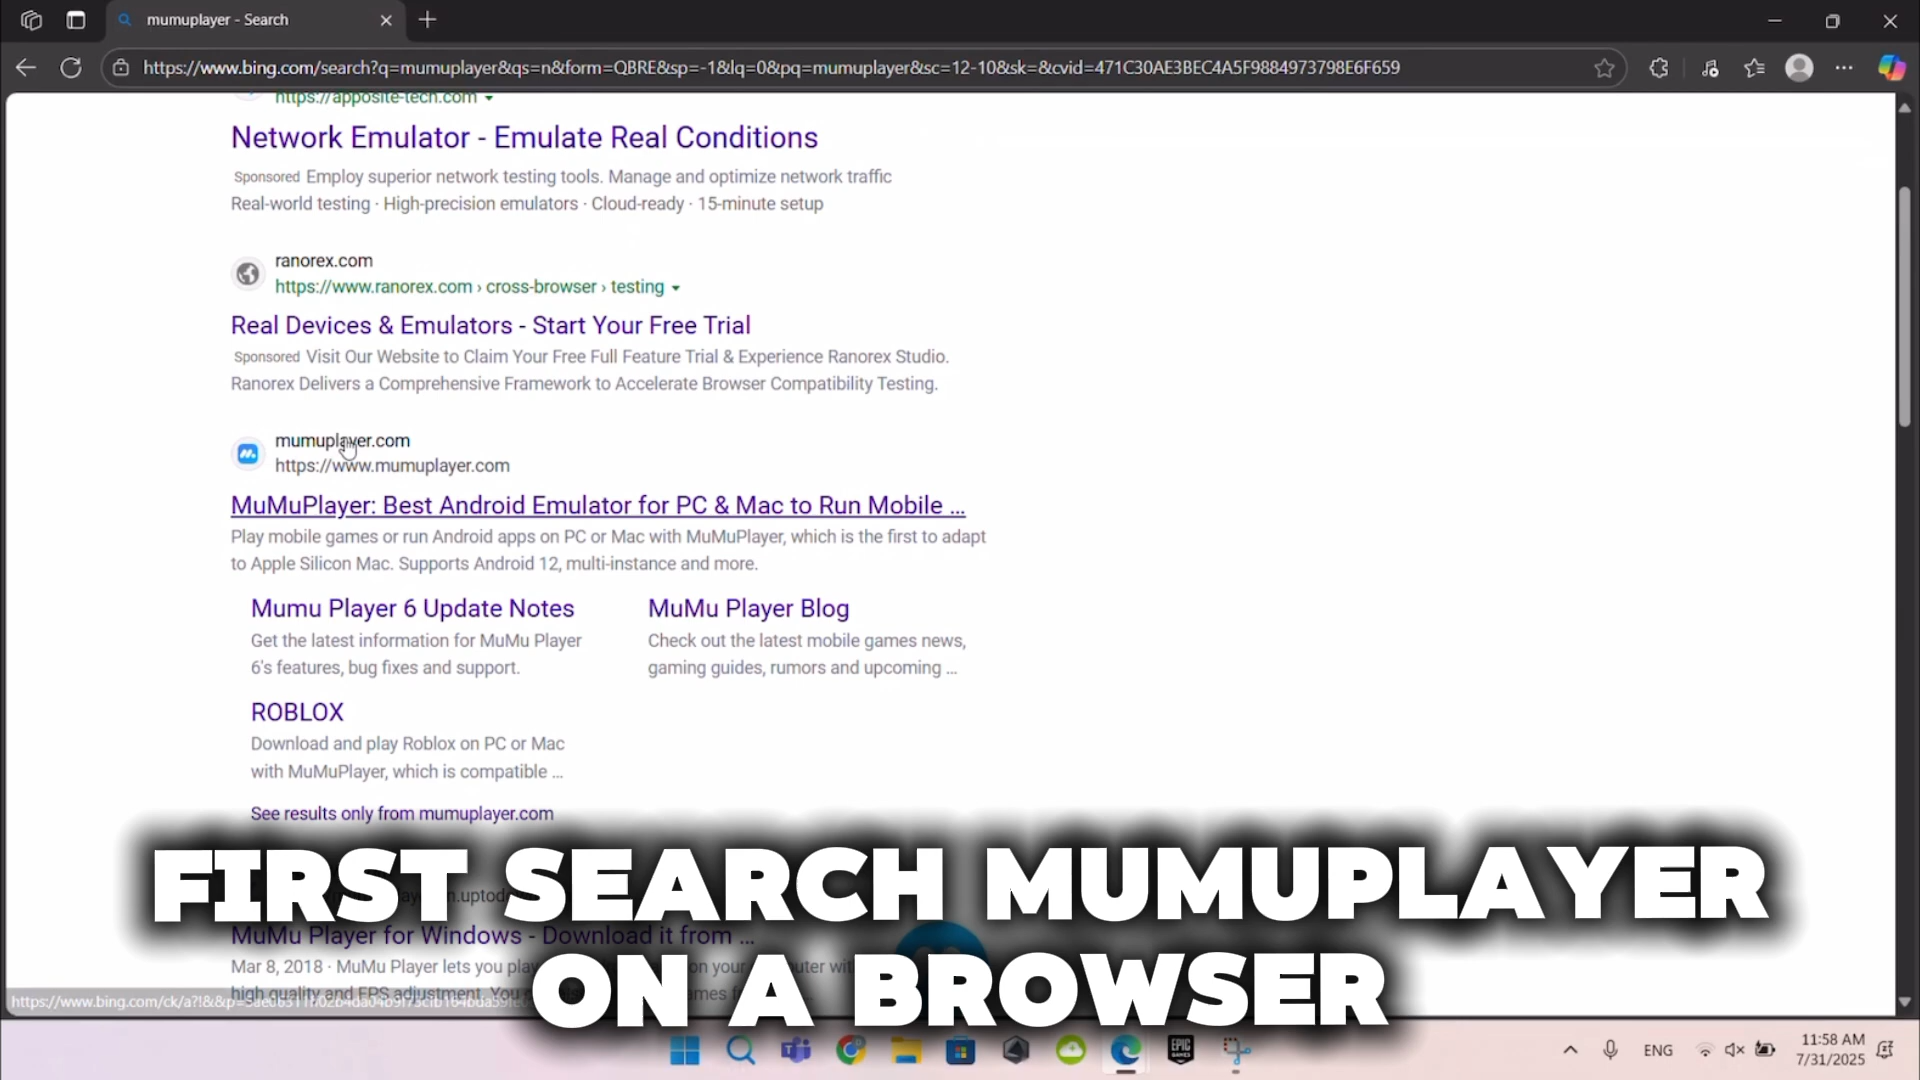 mumuplayer - Search
https://www.bing.com/search?q=mumuplayer&qs=n&form=QBRE&sp=-1&lq=0&pq=mumuplayer&sc=12-10&sk=&cvid=471C30AE3BEC4A5F9884973798E6F659
https://apposite-tech.com
Network Emulator - Emulate Real Conditions
Sponsored Employ superior network testing tools. Manage and optimize network traffic
Real-world testing · High-precision emulators · Cloud-ready · 15-minute setup
ranorex.com
https://www.ranorex.com › cross-browser › testing
Real Devices & Emulators - Start Your Free Trial
Sponsored Visit Our Website to Claim Your Free Full Feature Trial & Experience Ranorex Studio.
Ranorex Delivers a Comprehensive Framework to Accelerate Browser Compatibility Testing.
mumuplayer.com
https://www.mumuplayer.com
MuMuPlayer: Best Android Emulator for PC & Mac to Run Mobile ...
Play mobile games or run Android apps on PC or Mac with MuMuPlayer, which is the first to adapt
to Apple Silicon Mac. Supports Android 12, multi-instance and more.
Mumu Player 6 Update Notes
Get the latest information for MuMu Player
6's features, bug fixes and support.
MuMu Player Blog
Check out the latest mobile games news,
gaming guides, rumors and upcoming ...
ROBLOX
Download and play Roblox on PC or Mac
with MuMuPlayer, which is compatible ...
See results only from mumuplayer.com
FIRST SEARCH MUMUPLAYER
ON A BROWSER
MuMu Player for Windows - Download it from ...
Mar 8, 2018 · MuMu Player lets you
high quality and FPS adjustment. You
EPIC GAMES
ENG
11:58 AM
7/31/2025